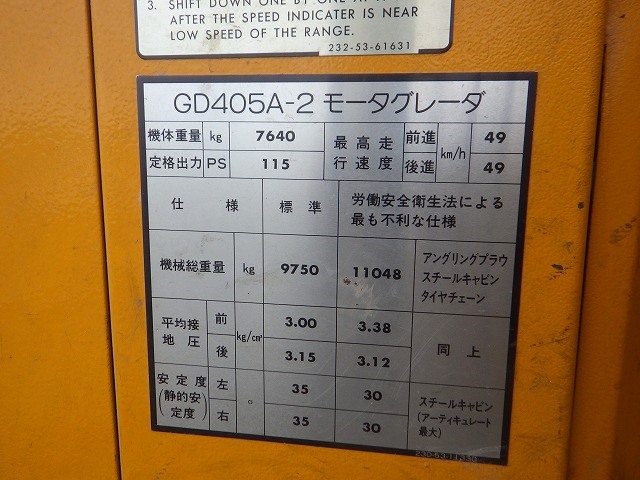 3. SHIFT DOWN ONE BY ONE
AFTER THE SPEED INDICATER IS NEAR
LOW SPEED OF THE RANGE.
232-53-61631
GD405A-2 モータグレーダ
機体重量 kg 7640 最高走行速度 前進 km/h 49
定格出力 PS 115 後進 49
仕様 標準 労働安全衛生法による
最も不利な仕様
機械総重量 kg 9750 11048 アングリングプラウ
スチールキャビン
タイヤチェーン
平均接地圧 前 kg/cm² 3.00 3.38 同上
後 3.15 3.12
安定度 左 ° 35 30 スチールキャビン
(静的安定度) 右 35 30 (アーティキュレート
最大)